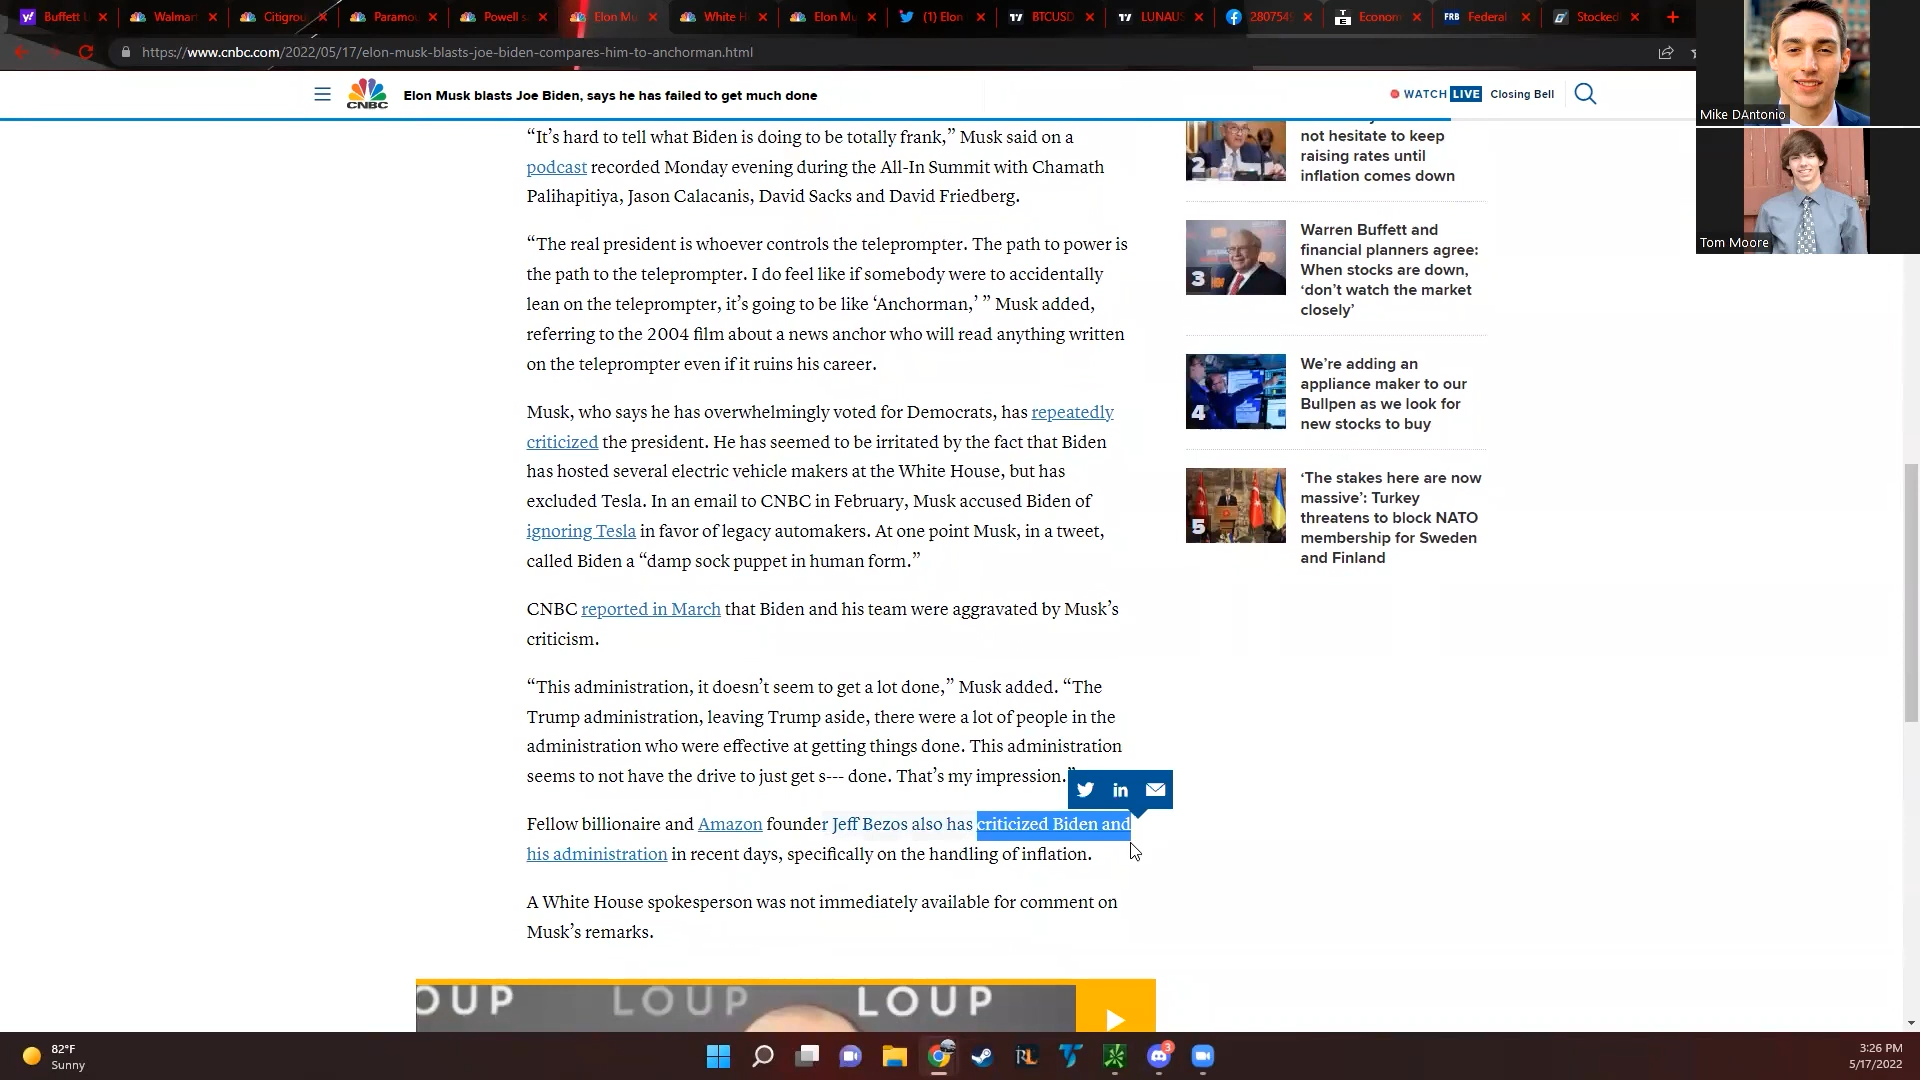 Buffett L
Walmar
Citigrou
Paramou
Powell s
Elon Mu
White H
Elon Mu
(1) Elon
BTCUSD
LUNAUS
2807549
Econom
FRB Federal
Stocked
https://www.cnbc.com/2022/05/17/elon-musk-blasts-joe-biden-compares-him-to-anchorman.html
CNBC
Elon Musk blasts Joe Biden, says he has failed to get much done
WATCH LIVE Closing Bell
Mike DAntonio
Tom Moore
“It’s hard to tell what Biden is doing to be totally frank,” Musk said on a
podcast recorded Monday evening during the All-In Summit with Chamath
Palihapitiya, Jason Calacanis, David Sacks and David Friedberg.
“The real president is whoever controls the teleprompter. The path to power is
the path to the teleprompter. I do feel like if somebody were to accidentally
lean on the teleprompter, it’s going to be like ‘Anchorman,’ ” Musk added,
referring to the 2004 film about a news anchor who will read anything written
on the teleprompter even if it ruins his career.
Musk, who says he has overwhelmingly voted for Democrats, has repeatedly
criticized the president. He has seemed to be irritated by the fact that Biden
has hosted several electric vehicle makers at the White House, but has
excluded Tesla. In an email to CNBC in February, Musk accused Biden of
ignoring Tesla in favor of legacy automakers. At one point Musk, in a tweet,
called Biden a “damp sock puppet in human form.”
CNBC reported in March that Biden and his team were aggravated by Musk’s
criticism.
“This administration, it doesn’t seem to get a lot done,” Musk added. “The
Trump administration, leaving Trump aside, there were a lot of people in the
administration who were effective at getting things done. This administration
seems to not have the drive to just get s--- done. That’s my impression.”
Fellow billionaire and Amazon founder Jeff Bezos also has criticized Biden and
his administration in recent days, specifically on the handling of inflation.
A White House spokesperson was not immediately available for comment on
Musk’s remarks.
2
not hesitate to keep
raising rates until
inflation comes down
3
Warren Buffett and
financial planners agree:
When stocks are down,
‘don’t watch the market
closely’
4
We’re adding an
appliance maker to our
Bullpen as we look for
new stocks to buy
5
‘The stakes here are now
massive’: Turkey
threatens to block NATO
membership for Sweden
and Finland
OUP LOUP LOUP
82°F
Sunny
RL
3
3:26 PM
5/17/2022